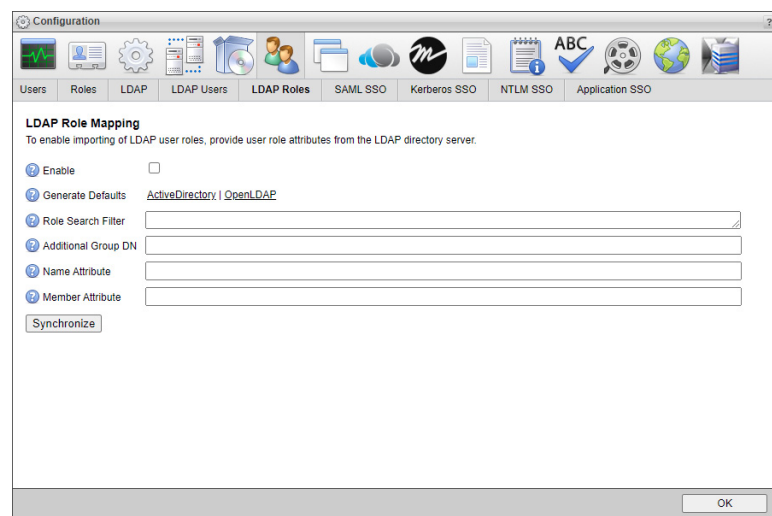 Configuration
?
ABC
Users Roles LDAP LDAP Users LDAP Roles SAML SSO Kerberos SSO NTLM SSO Application SSO
LDAP Role Mapping
To enable importing of LDAP user roles, provide user role attributes from the LDAP directory server.
? Enable
? Generate Defaults ActiveDirectory | OpenLDAP
? Role Search Filter
? Additional Group DN
? Name Attribute
? Member Attribute
Synchronize
OK